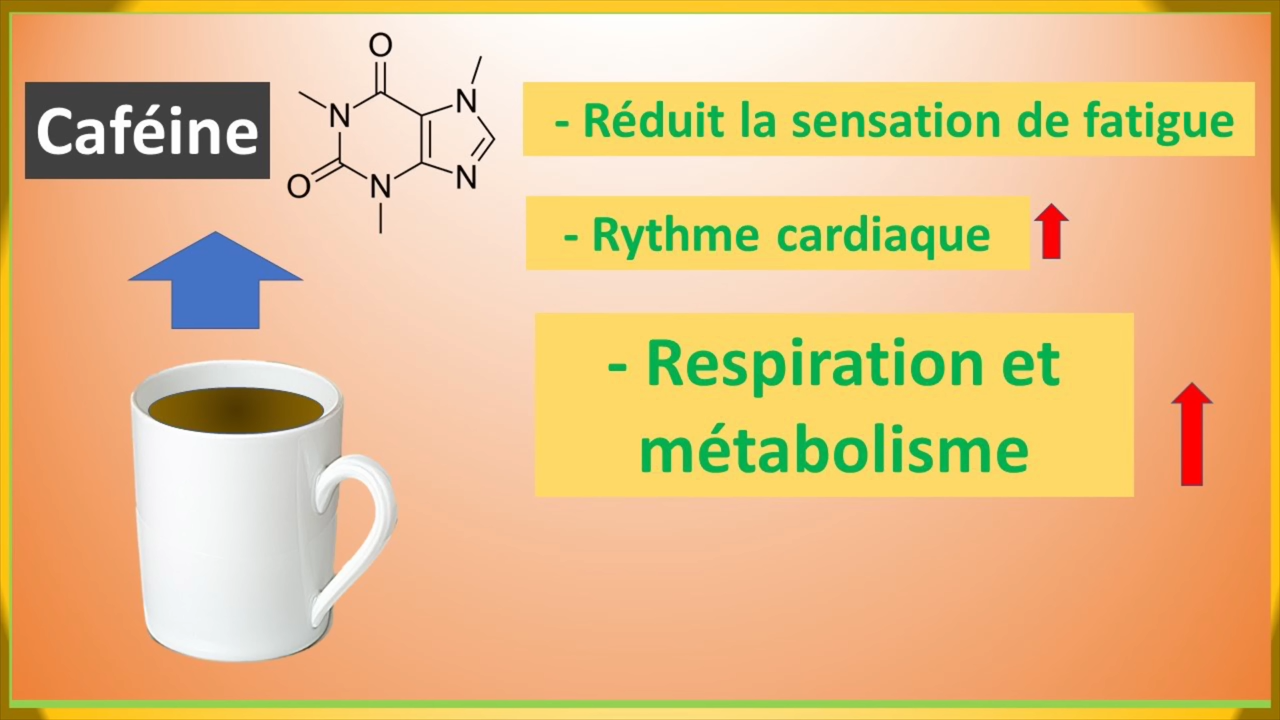 Caféine
O
N
N
O
N
N
- Réduit la sensation de fatigue
- Rythme cardiaque
- Respiration et
métabolisme